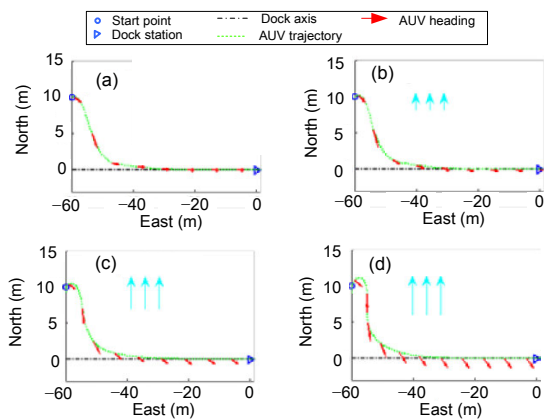 Start point Dock axis AUV heading
Dock station AUV trajectory
(a) (b)
15 15
10 10
5 5
0 0
North (m) North (m)
−60 −40 −20 0 −60 −40 −20 0
East (m) East (m)
(c) (d)
15 15
10 10
5 5
0 0
North (m) North (m)
−60 −40 −20 0 −60 −40 −20 0
East (m) East (m)